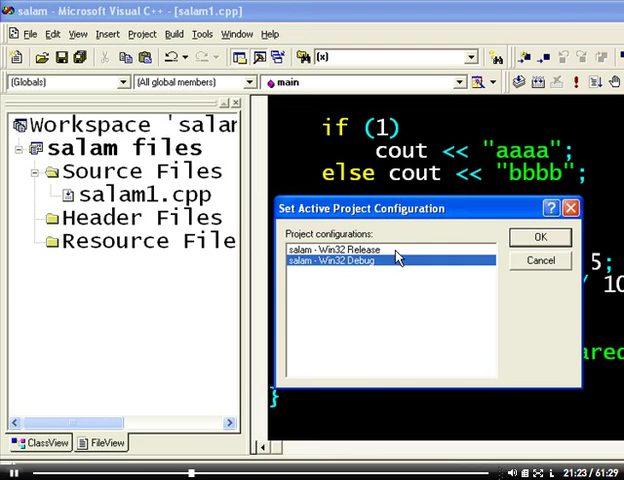 salam - Microsoft Visual C++ - [salam1.cpp]
File Edit View Insert Project Build Tools Window Help
(x)
(Globals) (All global members) main
Workspace 'salam
salam files
Source Files
salam1.cpp
Header Files
Resource File
if (1)
cout << "aaaa";
else cout << "bbbb";
Set Active Project Configuration
Project configurations:
salam - Win32 Release
salam - Win32 Debug
OK
Cancel
5;
/ 10
ared
}
ClassView FileView
21:23 / 61:29